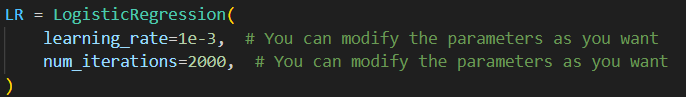 LR = LogisticRegression(
    learning_rate=1e-3,  # You can modify the parameters as you want
    num_iterations=2000,  # You can modify the parameters as you want
)